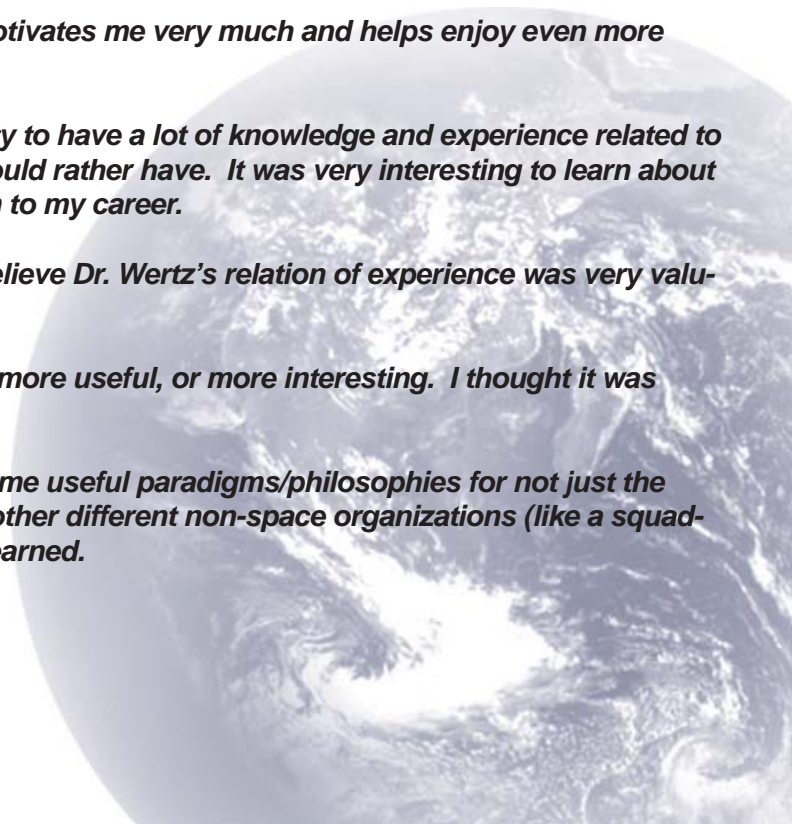 otivates me very much and helps enjoy even more
cy to have a lot of knowledge and experience related to
ould rather have. It was very interesting to learn about
n to my career.
elieve Dr. Wertz's relation of experience was very valu-
more useful, or more interesting. I thought it was
me useful paradigms/philosophies for not just the
other different non-space organizations (like a squad-
earned.